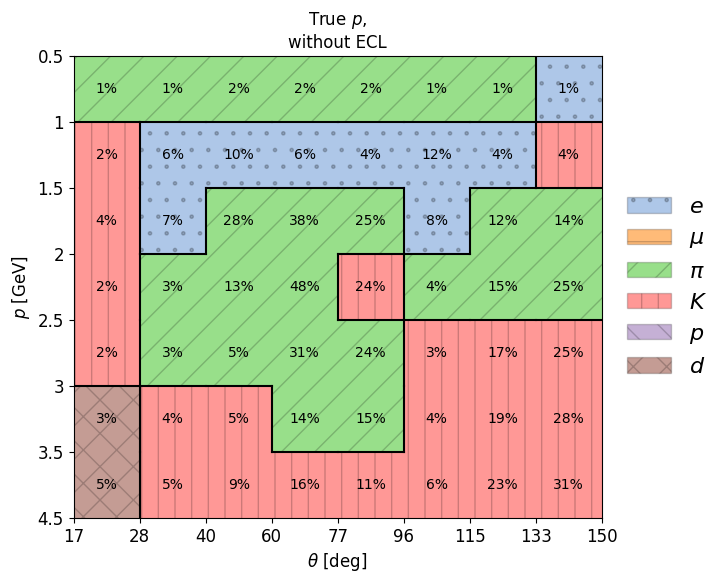 True p,
without ECL
0.5
1% 1% 2% 2% 2% 1% 1% 1%
1
2% 6% 10% 6% 4% 12% 4% 4%
1.5
4% 7% 28% 38% 25% 8% 12% 14%
2
2% 3% 13% 48% 24% 4% 15% 25%
2.5
2% 3% 5% 31% 24% 3% 17% 25%
3
3% 4% 5% 14% 15% 4% 19% 28%
3.5
5% 5% 9% 16% 11% 6% 23% 31%
4.5
17 28 40 60 77 96 115 133 150
θ [deg]
p [GeV]
e
μ
π
K
p
d